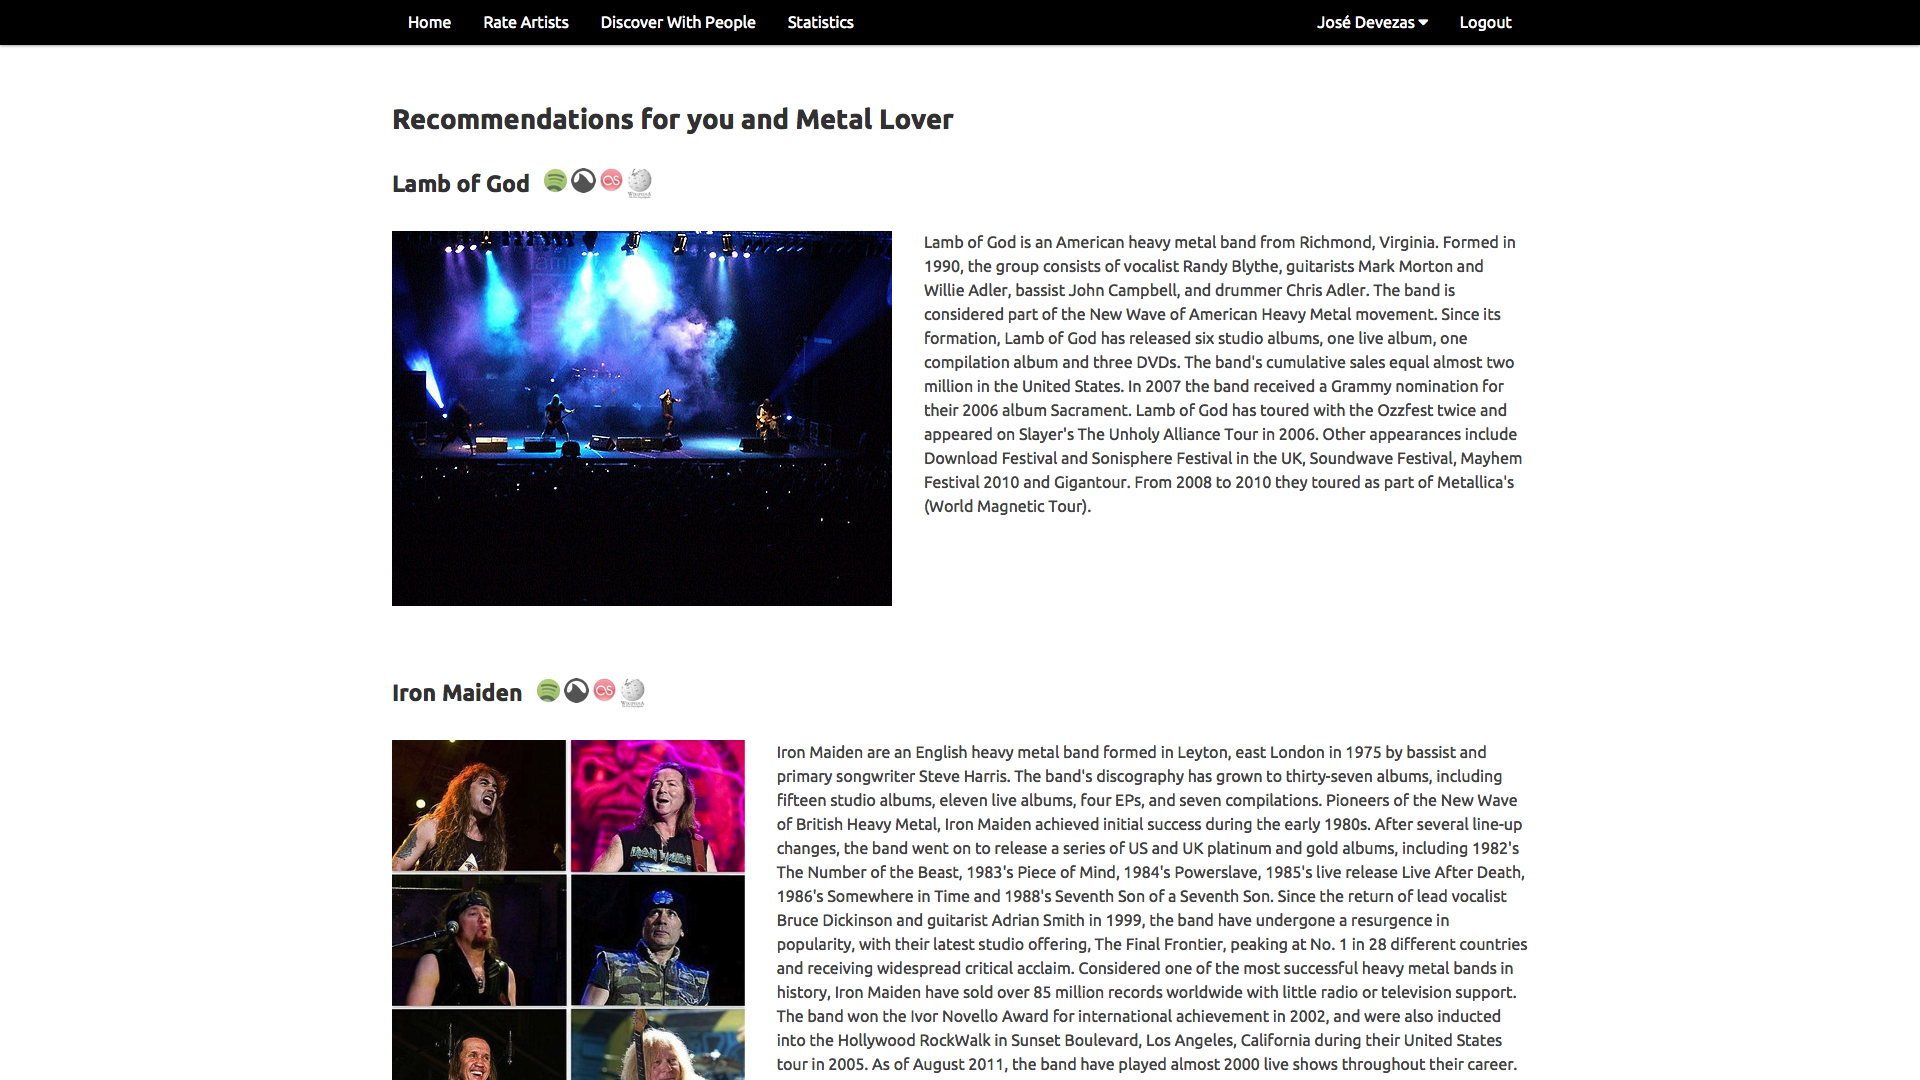 Home Rate Artists Discover With People Statistics José Devezas Logout
Recommendations for you and Metal Lover
Lamb of God
WIKIPEDIA
Lamb of God is an American heavy metal band from Richmond, Virginia. Formed in
1990, the group consists of vocalist Randy Blythe, guitarists Mark Morton and
Willie Adler, bassist John Campbell, and drummer Chris Adler. The band is
considered part of the New Wave of American Heavy Metal movement. Since its
formation, Lamb of God has released six studio albums, one live album, one
compilation album and three DVDs. The band's cumulative sales equal almost two
million in the United States. In 2007 the band received a Grammy nomination for
their 2006 album Sacrament. Lamb of God has toured with the Ozzfest twice and
appeared on Slayer's The Unholy Alliance Tour in 2006. Other appearances include
Download Festival and Sonisphere Festival in the UK, Soundwave Festival, Mayhem
Festival 2010 and Gigantour. From 2008 to 2010 they toured as part of Metallica's
(World Magnetic Tour).
Iron Maiden
WIKIPEDIA
IRON MAIDEN
Iron Maiden are an English heavy metal band formed in Leyton, east London in 1975 by bassist and
primary songwriter Steve Harris. The band's discography has grown to thirty-seven albums, including
fifteen studio albums, eleven live albums, four EPs, and seven compilations. Pioneers of the New Wave
of British Heavy Metal, Iron Maiden achieved initial success during the early 1980s. After several line-up
changes, the band went on to release a series of US and UK platinum and gold albums, including 1982's
The Number of the Beast, 1983's Piece of Mind, 1984's Powerslave, 1985's live release Live After Death,
1986's Somewhere in Time and 1988's Seventh Son of a Seventh Son. Since the return of lead vocalist
Bruce Dickinson and guitarist Adrian Smith in 1999, the band have undergone a resurgence in
popularity, with their latest studio offering, The Final Frontier, peaking at No. 1 in 28 different countries
and receiving widespread critical acclaim. Considered one of the most successful heavy metal bands in
history, Iron Maiden have sold over 85 million records worldwide with little radio or television support.
The band won the Ivor Novello Award for international achievement in 2002, and were also inducted
into the Hollywood RockWalk in Sunset Boulevard, Los Angeles, California during their United States
tour in 2005. As of August 2011, the band have played almost 2000 live shows throughout their career.